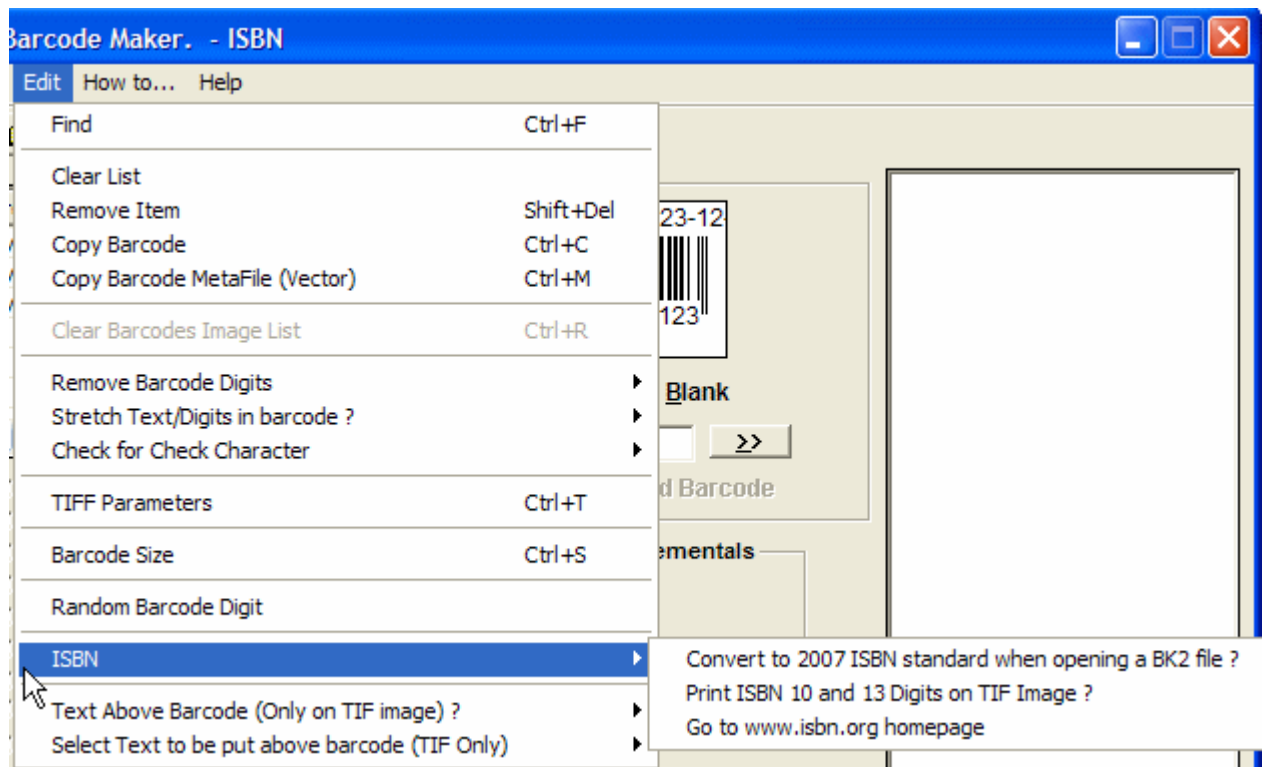 Barcode Maker. - ISBN
Edit How to... Help
Find Ctrl+F
Clear List
Remove Item Shift+Del
Copy Barcode Ctrl+C
Copy Barcode MetaFile (Vector) Ctrl+M
Clear Barcodes Image List Ctrl+R
Remove Barcode Digits
Stretch Text/Digits in barcode ?
Check for Check Character
TIFF Parameters Ctrl+T
Barcode Size Ctrl+S
Random Barcode Digit
ISBN
Text Above Barcode (Only on TIF image) ?
Select Text to be put above barcode (TIF Only)
Convert to 2007 ISBN standard when opening a BK2 file ?
Print ISBN 10 and 13 Digits on TIF Image ?
Go to www.isbn.org homepage
23-12
123
Blank
>>
d Barcode
ementals